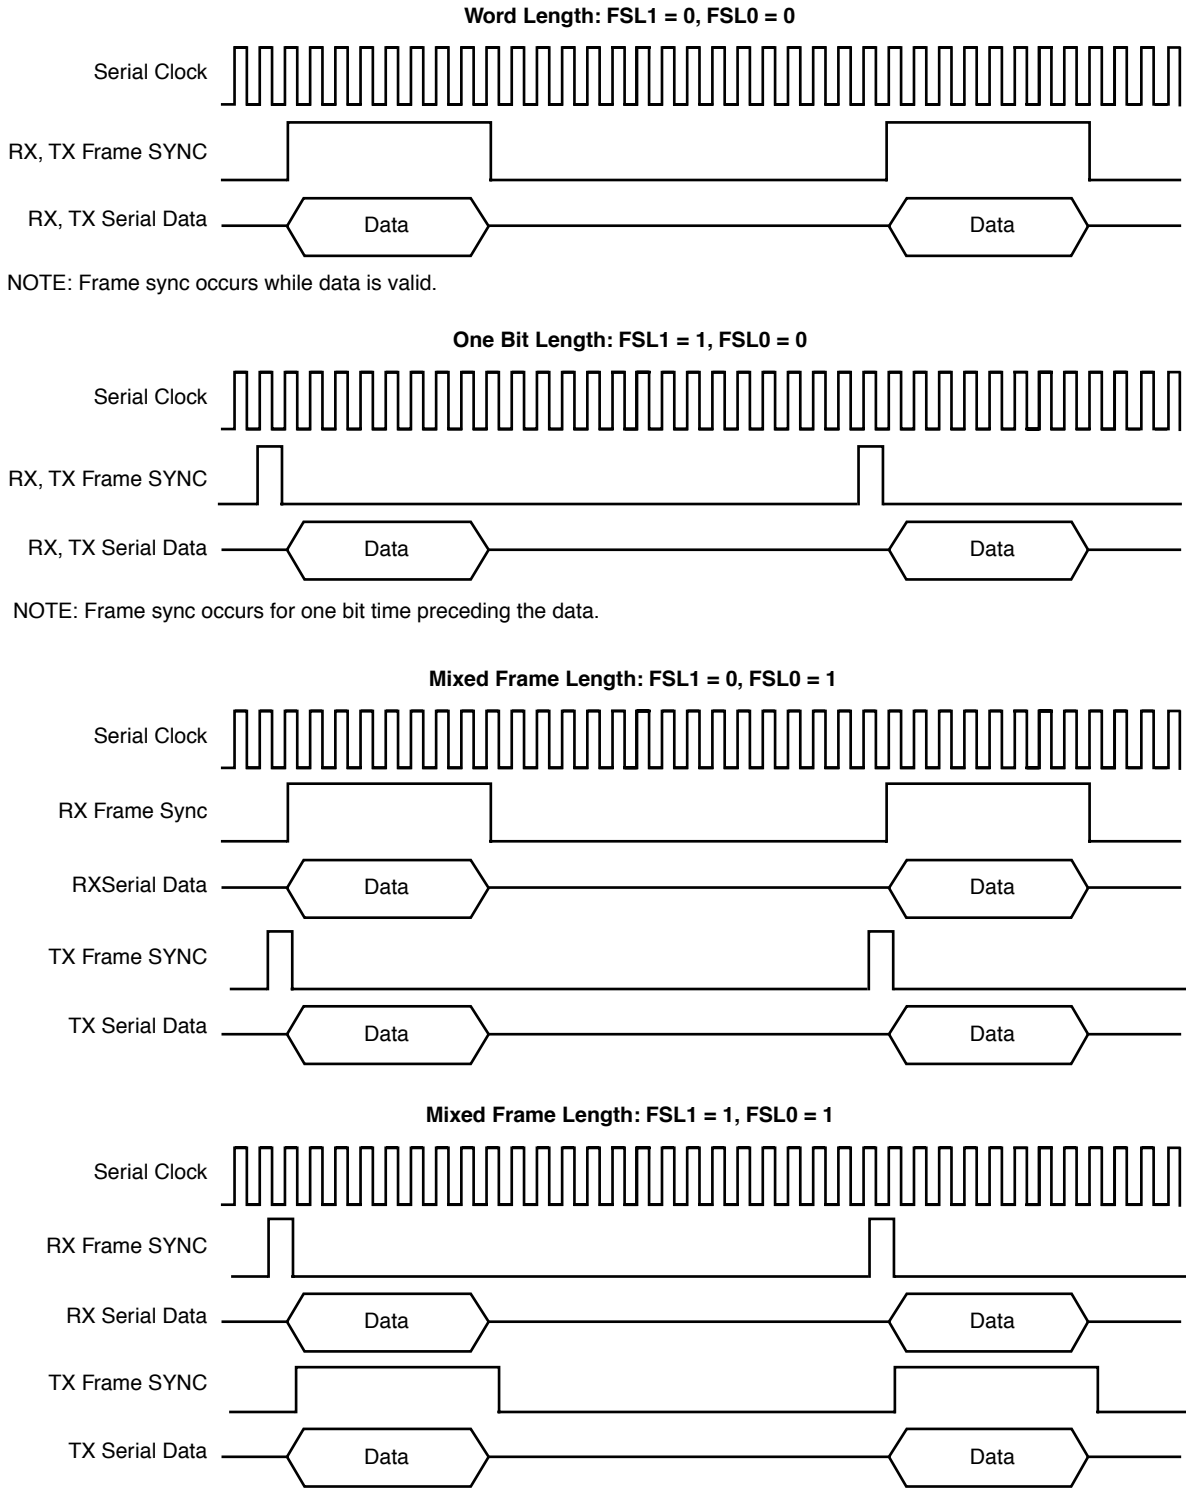 Word Length: FSL1 = 0, FSL0 = 0
Serial Clock
RX, TX Frame SYNC
RX, TX Serial Data
Data
Data
NOTE: Frame sync occurs while data is valid.
One Bit Length: FSL1 = 1, FSL0 = 0
Serial Clock
RX, TX Frame SYNC
RX, TX Serial Data
Data
Data
NOTE: Frame sync occurs for one bit time preceding the data.
Mixed Frame Length: FSL1 = 0, FSL0 = 1
Serial Clock
RX Frame Sync
RXSerial Data
Data
Data
TX Frame SYNC
TX Serial Data
Data
Data
Mixed Frame Length: FSL1 = 1, FSL0 = 1
Serial Clock
RX Frame SYNC
RX Serial Data
Data
Data
TX Frame SYNC
TX Serial Data
Data
Data